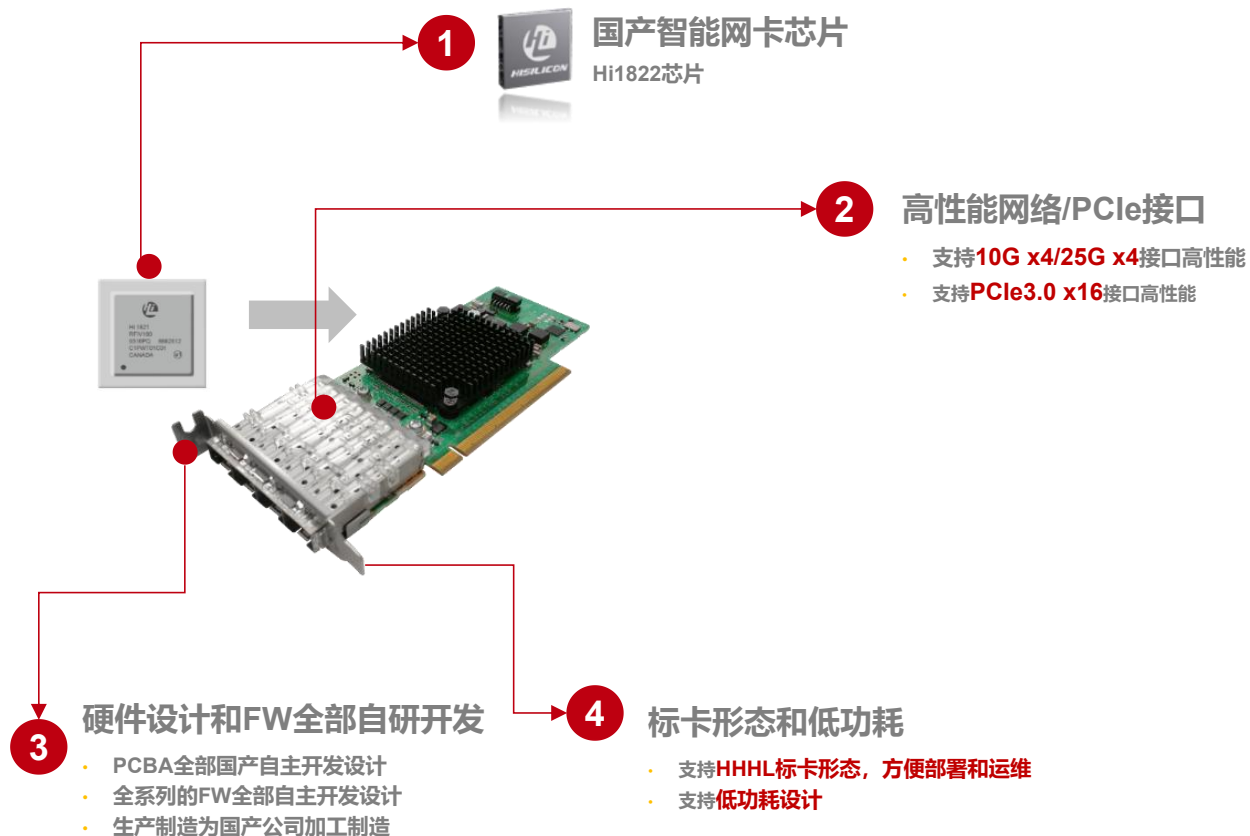 1
HISILICON
国产智能网卡芯片
Hi1822芯片
2
高性能网络/PCIe接口
· 支持10G x4/25G x4接口高性能
· 支持PCIe3.0 x16接口高性能
Hi 1821
CANADA
3
硬件设计和FW全部自研开发
· PCBA全部国产自主开发设计
· 全系列的FW全部自主开发设计
· 生产制造为国产公司加工制造
4
标卡形态和低功耗
· 支持HHHL标卡形态，方便部署和运维
· 支持低功耗设计